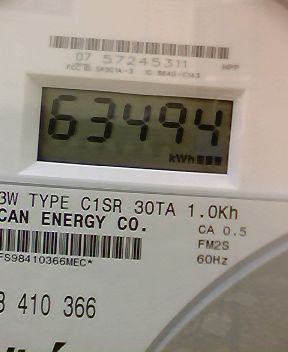 07 57245311
HPP
63494
kWh
3W TYPE C1SR 30TA 1.0Kh
CAN ENERGY CO.
CA 0.5
FM2S
60Hz
FS98410366MEC*
410 366